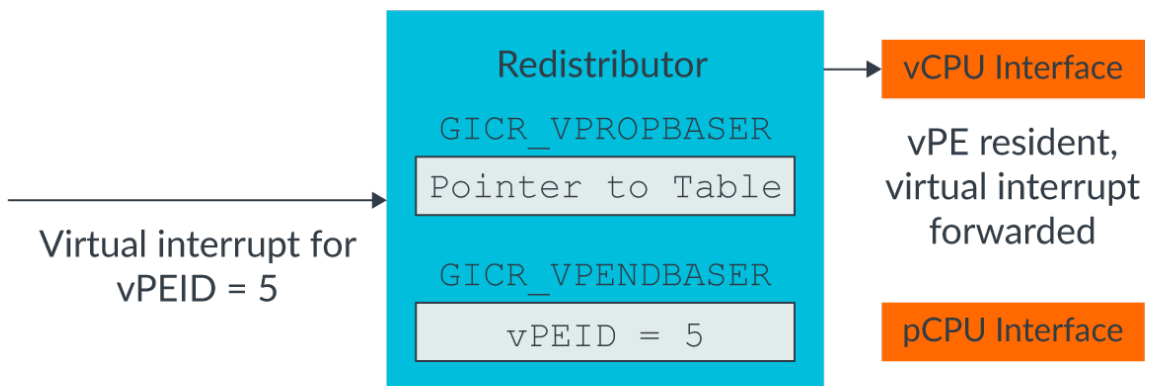 Redistributor
GICR_VPROPBASER
Pointer to Table
GICR_VPENDBASER
vPEID = 5
Virtual interrupt for
vPEID = 5
vCPU Interface
vPE resident,
virtual interrupt
forwarded
pCPU Interface